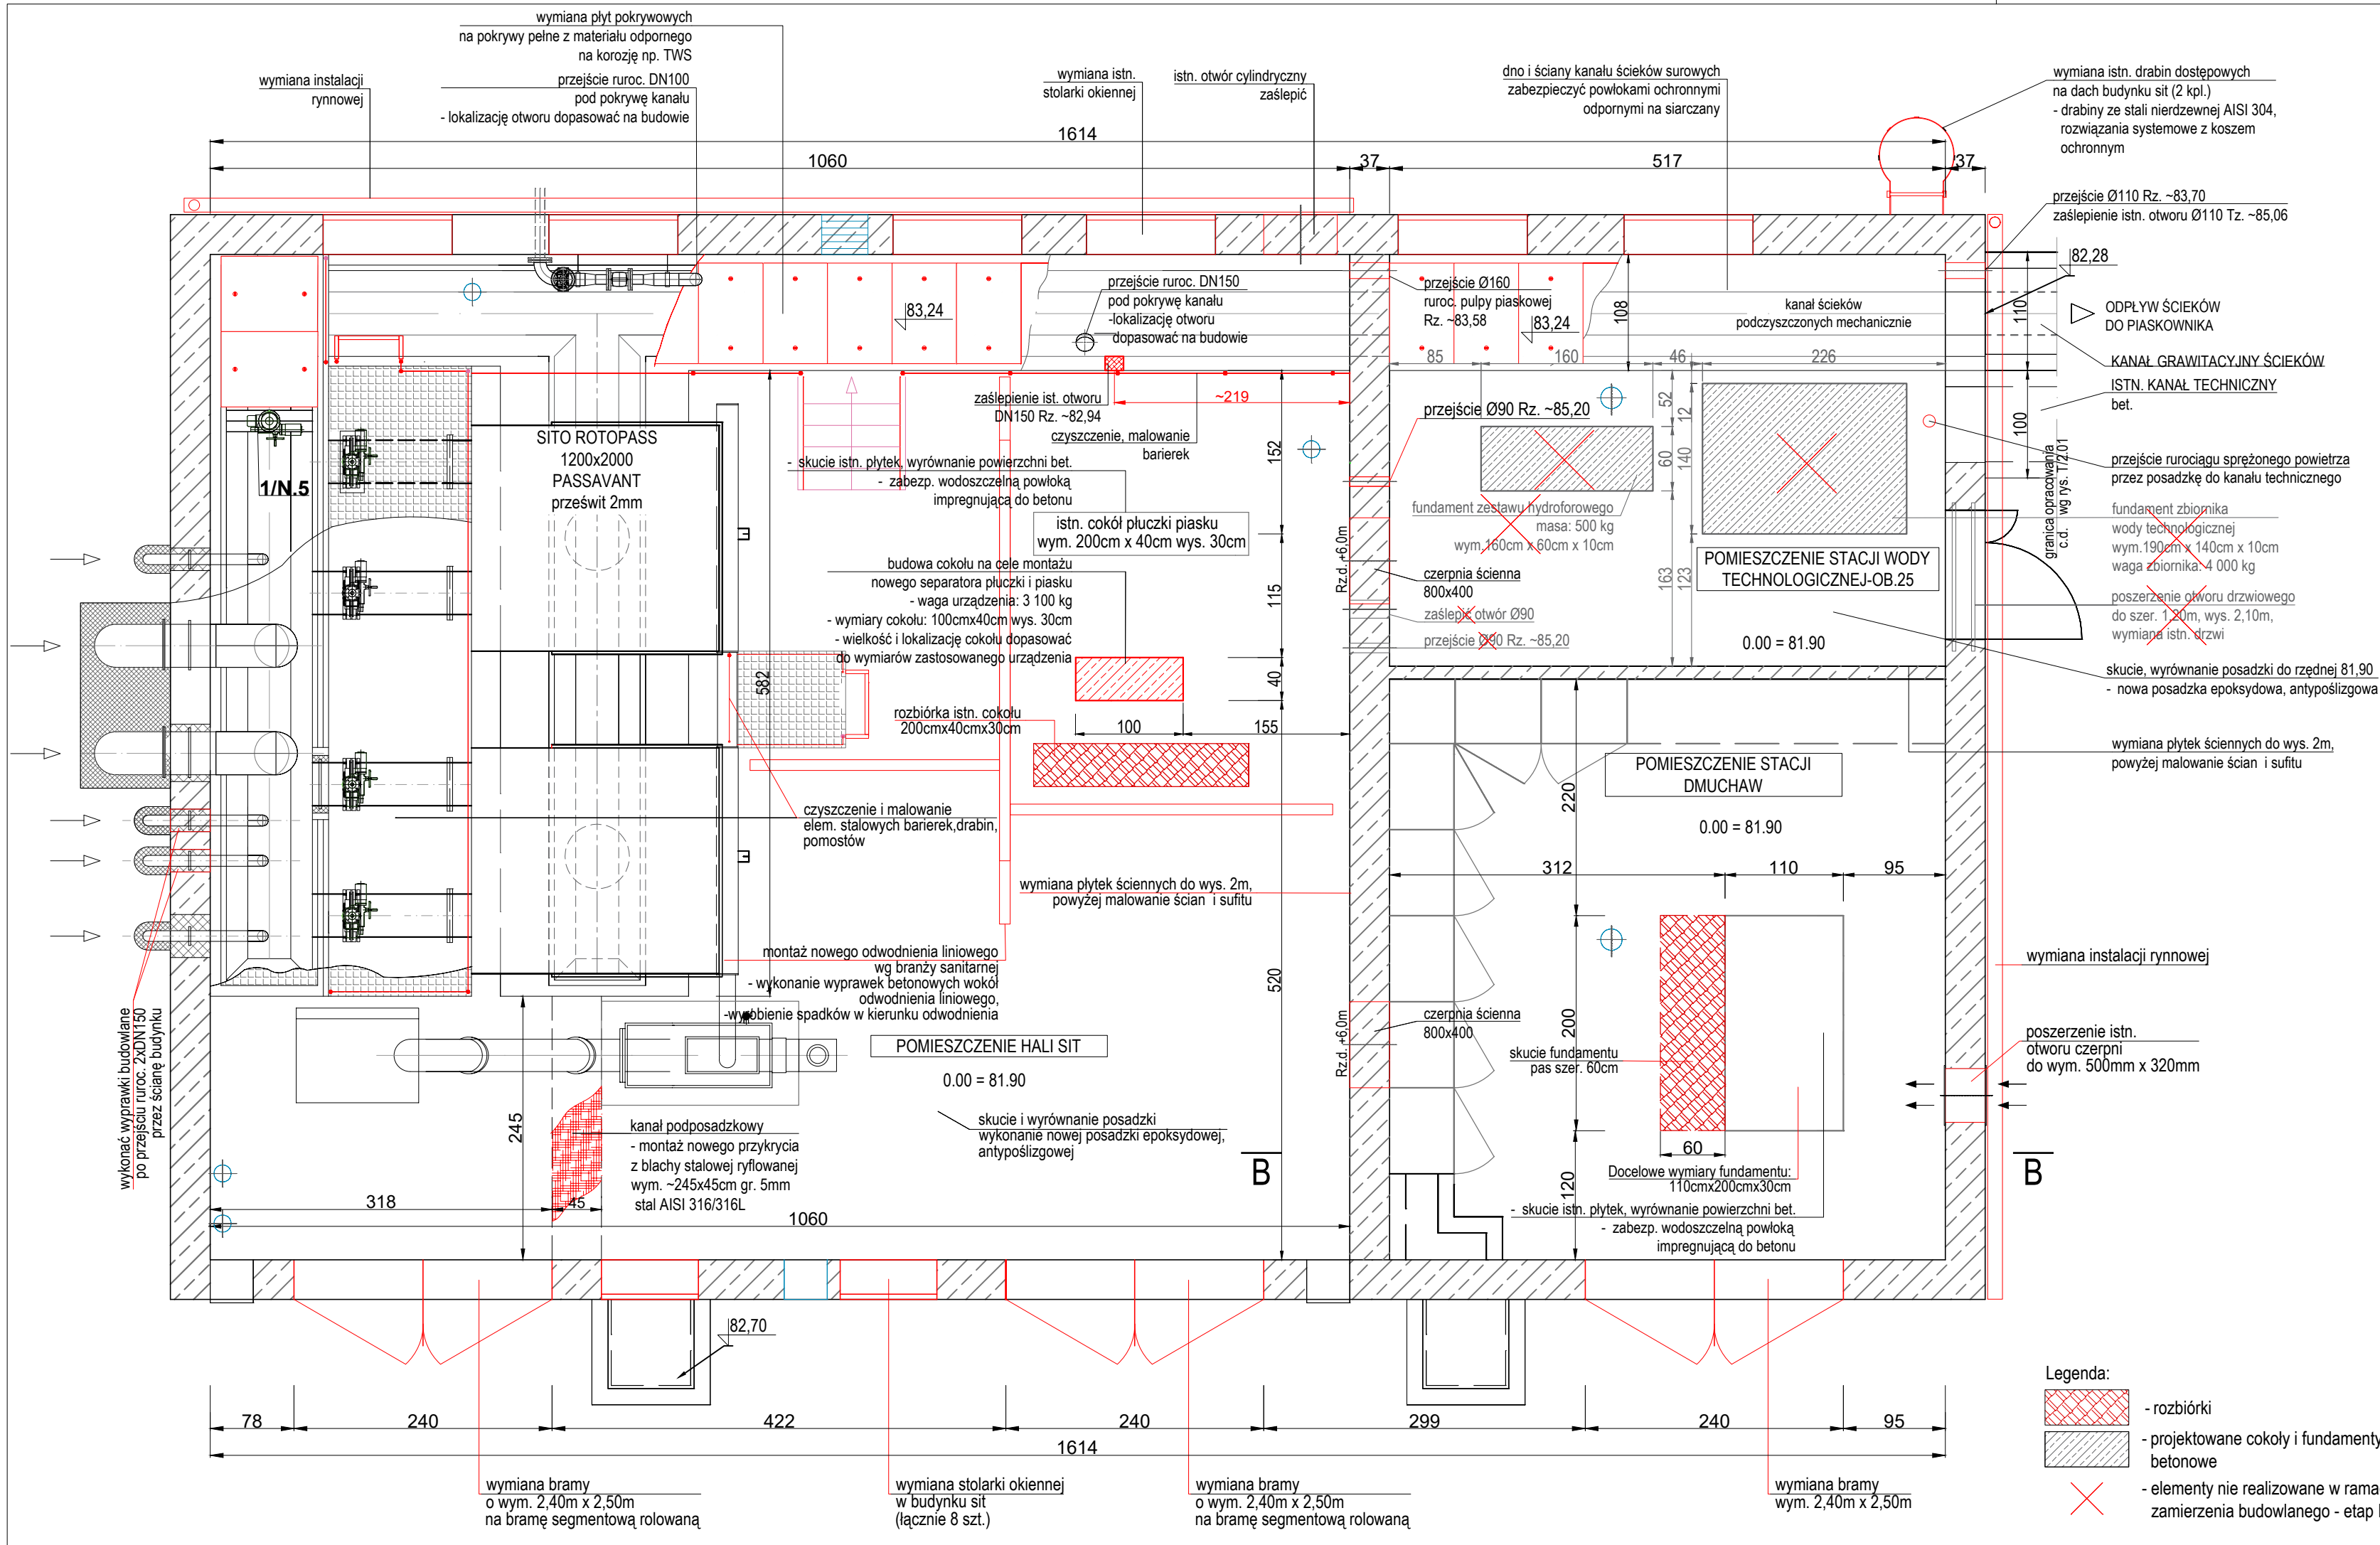 wymiana płyt pokrywowych
na pokrywy pełne z materiału odpornego
na korozję np. TWS
wymiana instalacji
rynnowej
przejście ruroc. DN100
pod pokrywę kanału
- lokalizację otworu dopasować na budowie
wymiana istn.
stolarki okiennej
istn. otwór cylindryczny
zaślepić
dno i ściany kanału ścieków surowych
zabezpieczyć powłokami ochronnymi
odpornymi na siarczany
wymiana istn. drabin dostępowych
na dach budynku sit (2 kpl.)
- drabiny ze stali nierdzewnej AISI 304,
rozwiązania systemowe z koszem
ochronnym
1614
1060
37
517
37
przejście Ø110 Rz. ~83,70
zaślepienie istn. otworu Ø110 Tz. ~85,06
82,28
110
ODPŁYW ŚCIEKÓW
DO PIASKOWNIKA
KANAŁ GRAWITACYJNY ŚCIEKÓW
ISTN. KANAŁ TECHNICZNY
bet.
100
granica opracowania
c.d. wg rys. T/2.01
przejście rurociągu sprężonego powietrza
przez posadzkę do kanału technicznego
fundament zbiornika
wody technologicznej
wym.190cm x 140cm x 10cm
waga zbiornika: 4 000 kg
poszerzenie otworu drzwiowego
do szer. 1,20m, wys. 2,10m,
wymiana istn. drzwi
skucie, wyrównanie posadzki do rzędnej 81,90
- nowa posadzka epoksydowa, antypoślizgowa
wymiana płytek ściennych do wys. 2m,
powyżej malowanie ścian i sufitu
wymiana instalacji rynnowej
poszerzenie istn.
otworu czerpni
do wym. 500mm x 320mm
83,24
przejście ruroc. DN150
pod pokrywę kanału
-lokalizację otworu
dopasować na budowie
przejście Ø160
ruroc. pulpy piaskowej
Rz. ~83,58
83,24
108
kanał ścieków
podczyszczonych mechanicznie
85
160
46
226
52
12
60
140
163
123
zaślepienie ist. otworu
DN150 Rz. ~82,94
~219
czyszczenie, malowanie
barierek
przejście Ø90 Rz. ~85,20
152
- skucie istn. płytek, wyrównanie powierzchni bet.
- zabezp. wodoszczelną powłoką
impregnującą do betonu
istn. cokół płuczki piasku
wym. 200cm x 40cm wys. 30cm
SITO ROTOPASS
1200x2000
PASSAVANT
prześwit 2mm
1/N.5
fundament zestawu hydroforowego
masa: 500 kg
wym.160cm x 60cm x 10cm
budowa cokołu na cele montażu
nowego separatora płuczki i piasku
- waga urządzenia: 3 100 kg
- wymiary cokołu: 100cmx40cm wys. 30cm
- wielkość i lokalizację cokołu dopasować
do wymiarów zastosowanego urządzenia
115
Rz.d. +6,0m
czerpnia ścienna
800x400
zaślepić otwór Ø90
przejście Ø90 Rz. ~85,20
POMIESZCZENIE STACJI WODY
TECHNOLOGICZNEJ-OB.25
0.00 = 81.90
582
40
rozbiórka istn. cokołu
200cmx40cmx30cm
100
155
POMIESZCZENIE STACJI
DMUCHAW
0.00 = 81.90
220
312
110
95
czyszczenie i malowanie
elem. stalowych barierek,drabin,
pomostów
wymiana płytek ściennych do wys. 2m,
powyżej malowanie ścian i sufitu
montaż nowego odwodnienia liniowego
wg branży sanitarnej
- wykonanie wyprawek betonowych wokół
odwodnienia liniowego,
-wyrobienie spadków w kierunku odwodnienia
520
POMIESZCZENIE HALI SIT
0.00 = 81.90
Rz.d. +6,0m
czerpnia ścienna
800x400
200
skucie fundamentu
pas szer. 60cm
60
wykonać wyprawki budowlane
po przejściu ruroc. 2xDN150
przez ścianę budynku
245
kanał podposadzkowy
- montaż nowego przykrycia
z blachy stalowej ryflowanej
wym. ~245x45cm gr. 5mm
stal AISI 316/316L
skucie i wyrównanie posadzki
wykonanie nowej posadzki epoksydowej,
antypoślizgowej
B
B
Docelowe wymiary fundamentu:
110cmx200cmx30cm
120
- skucie istn. płytek, wyrównanie powierzchni bet.
- zabezp. wodoszczelną powłoką
impregnującą do betonu
318
45
1060
82,70
78
240
422
240
299
240
95
1614
wymiana bramy
o wym. 2,40m x 2,50m
na bramę segmentową rolowaną
wymiana stolarki okiennej
w budynku sit
(łącznie 8 szt.)
wymiana bramy
o wym. 2,40m x 2,50m
na bramę segmentową rolowaną
wymiana bramy
wym. 2,40m x 2,50m
Legenda:
- rozbiórki
- projektowane cokoły i fundamenty
betonowe
- elementy nie realizowane w rama
zamierzenia budowlanego - etap